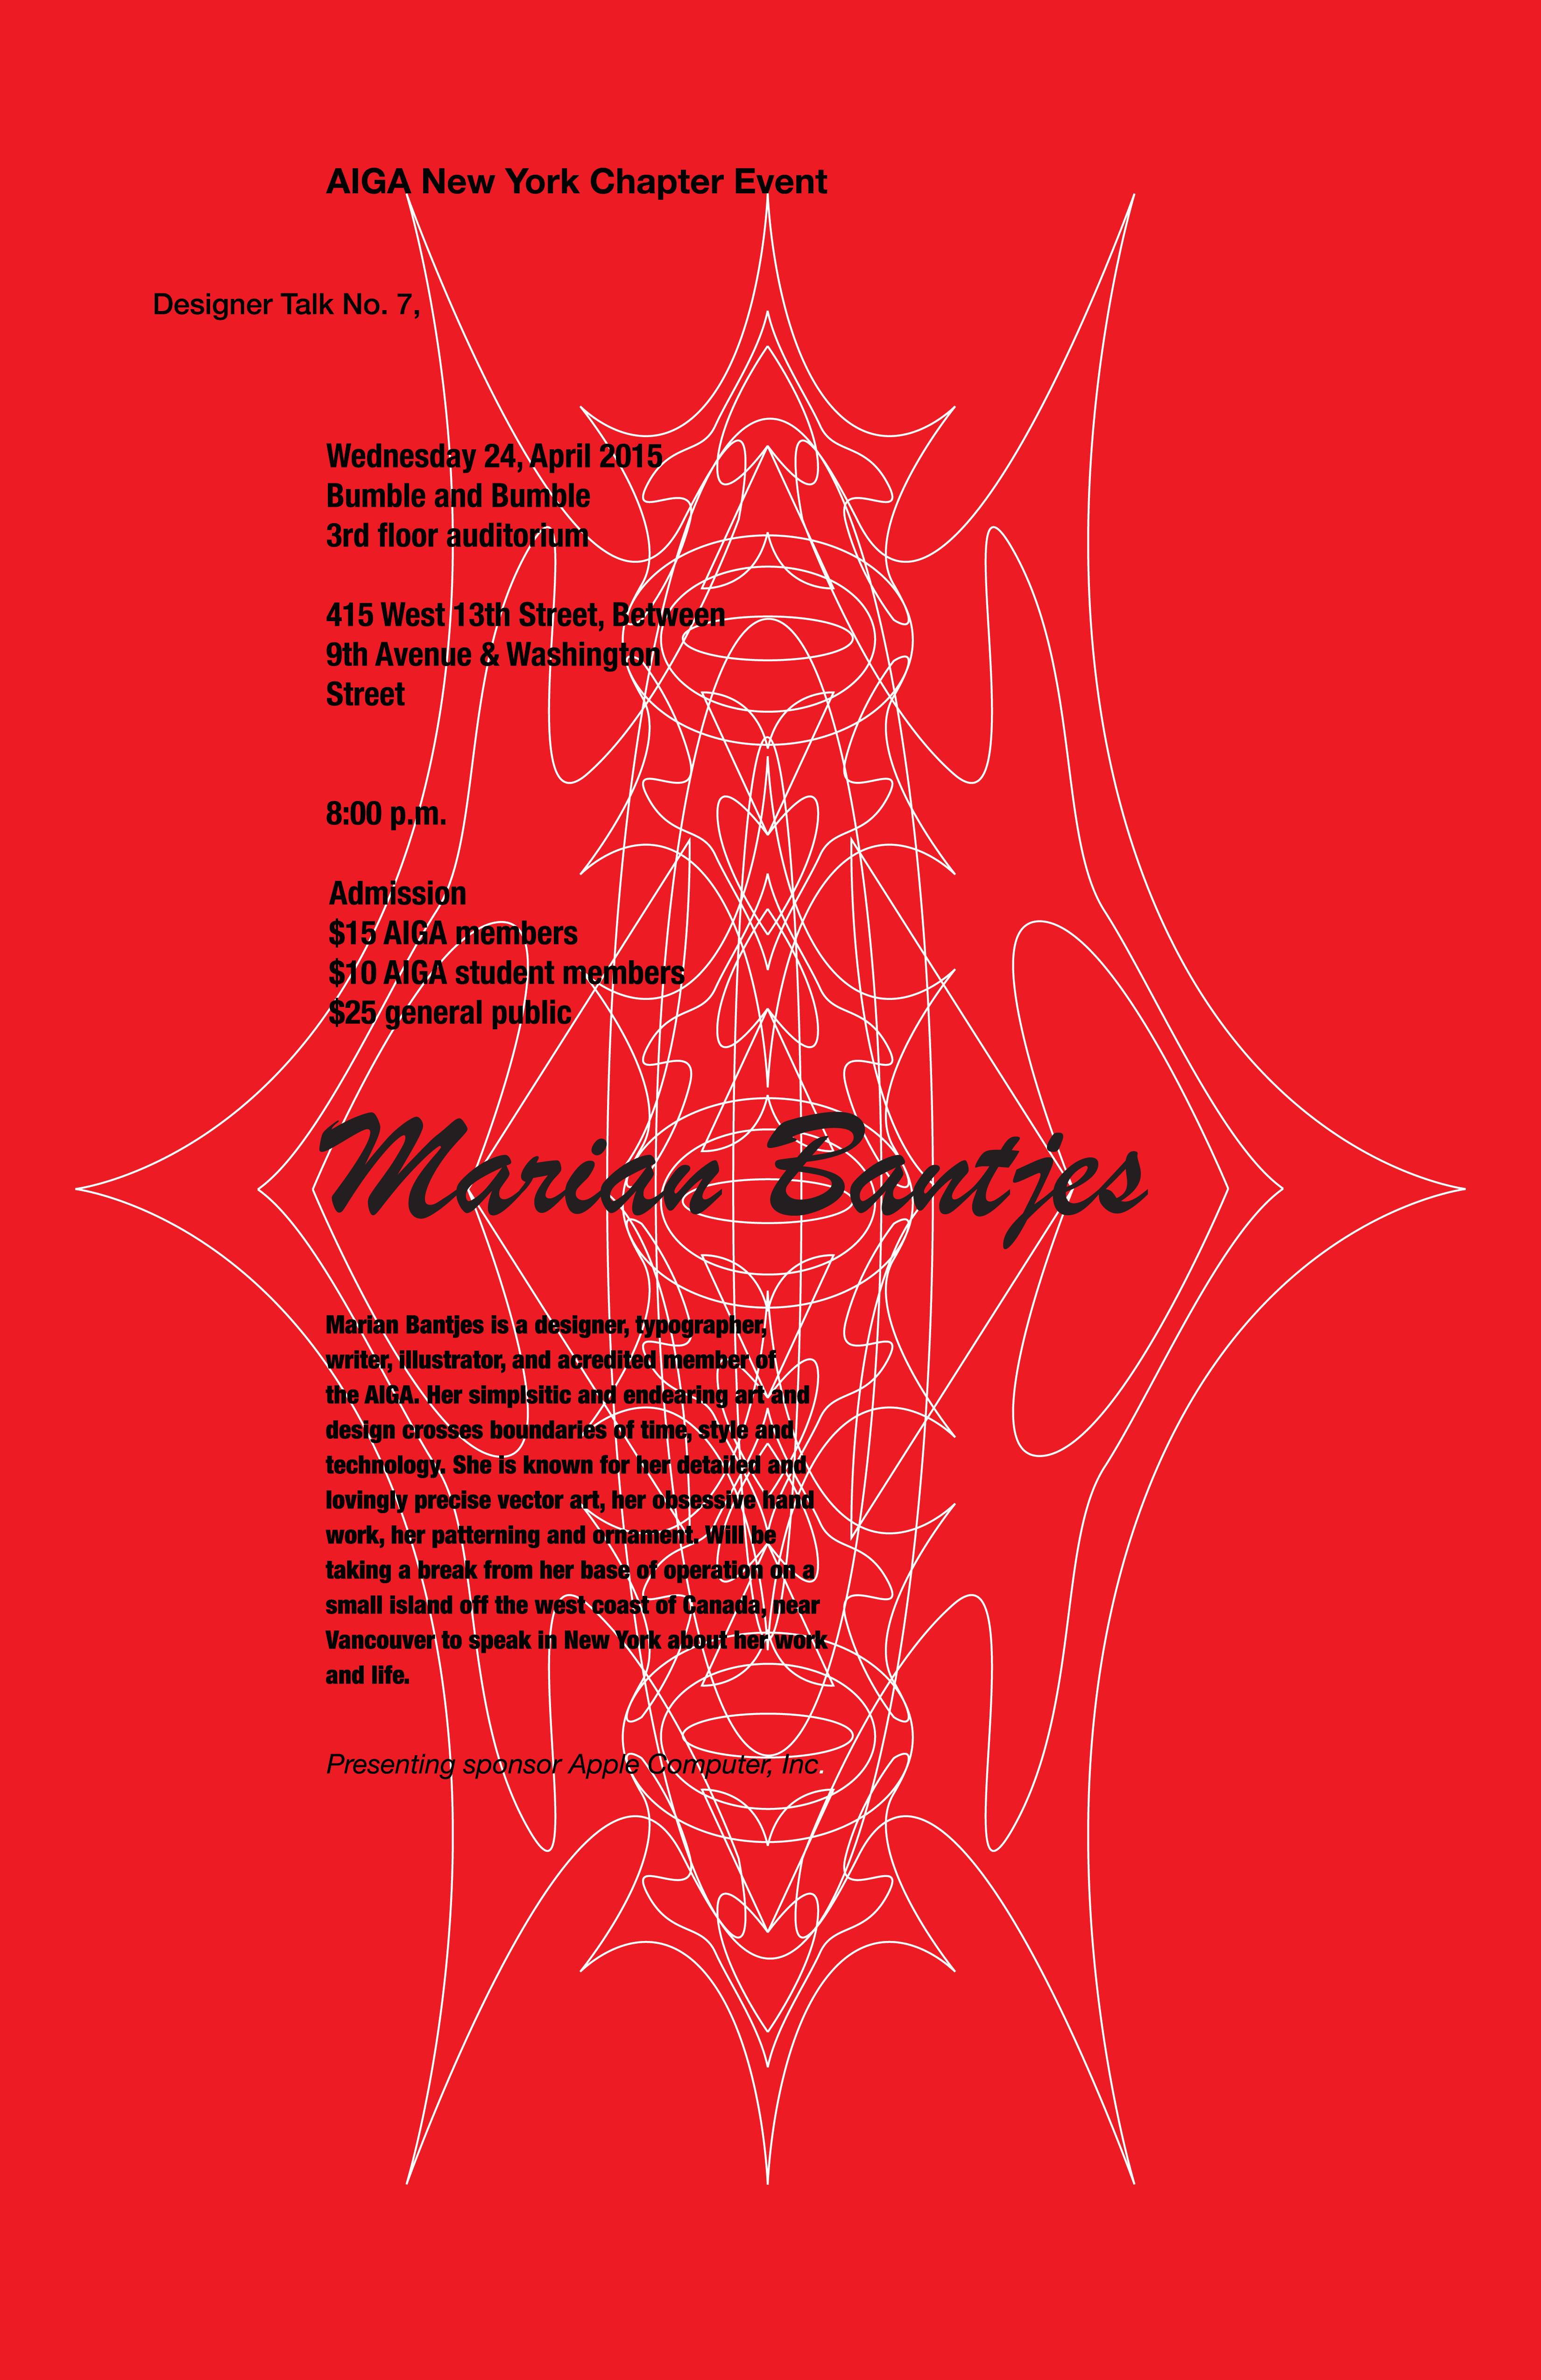 AIGA New York Chapter Event
Designer Talk No. 7,
Wednesday 24, April 2015
Bumble and Bumble
3rd floor auditorium
415 West 13th Street, Between
9th Avenue & Washington
Street
8:00 p.m.
Admission
$15 AIGA members
$10 AIGA student members
$25 general public
Marian Bantjes
Marian Bantjes is a designer, typographer,
writer, illustrator, and acredited member of
the AIGA. Her simplsitic and endearing art and
design crosses boundaries of time, style and
technology. She is known for her detailed and
lovingly precise vector art, her obsessive hand
work, her patterning and ornament. Will be
taking a break from her base of operation on a
small island off the west coast of Canada, near
Vancouver to speak in New York about her work
and life.
Presenting sponsor Apple Computer, Inc.